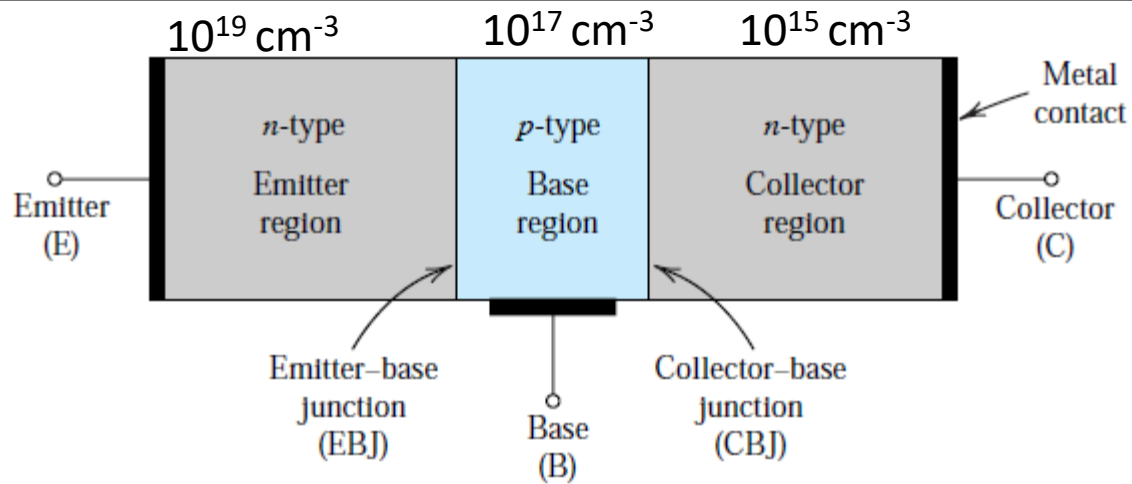 10¹⁹ cm⁻³
10¹⁷ cm⁻³
10¹⁵ cm⁻³
Metal
contact
n-type
Emitter
region
p-type
Base
region
n-type
Collector
region
Emitter
(E)
Collector
(C)
Emitter–base
junction
(EBJ)
Base
(B)
Collector–base
junction
(CBJ)